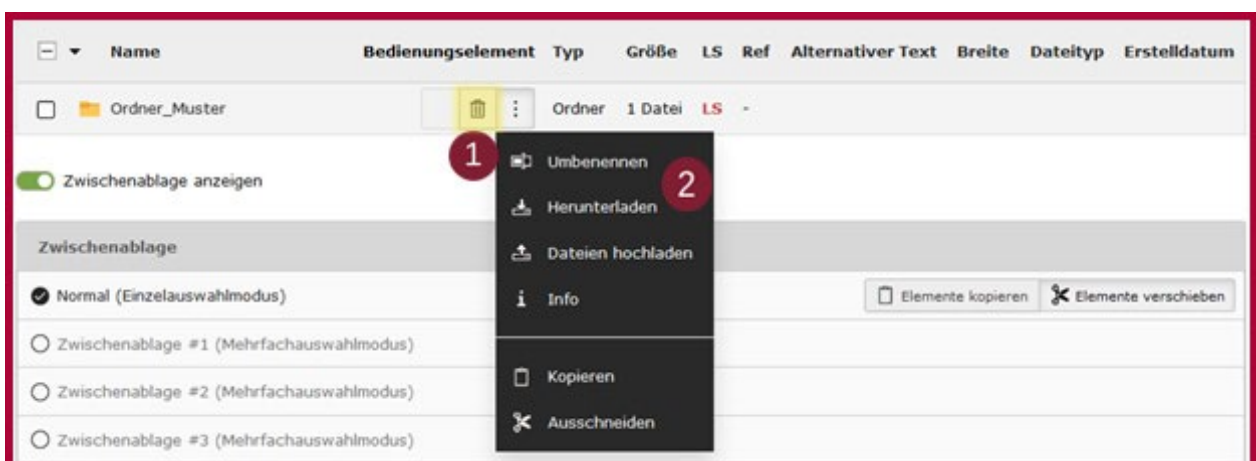 Name Bedienungselement Typ Größe LS Ref Alternativer Text Breite Dateityp Erstelldatum
Ordner_Muster Ordner 1 Datei LS -
1
Umbenennen
2
Zwischenablage anzeigen
Herunterladen
Zwischenablage
Dateien hochladen
Normal (Einzelauswahlmodus)
Info
Elemente kopieren
Elemente verschieben
Zwischenablage #1 (Mehrfachauswahlmodus)
Kopieren
Zwischenablage #2 (Mehrfachauswahlmodus)
Ausschneiden
Zwischenablage #3 (Mehrfachauswahlmodus)